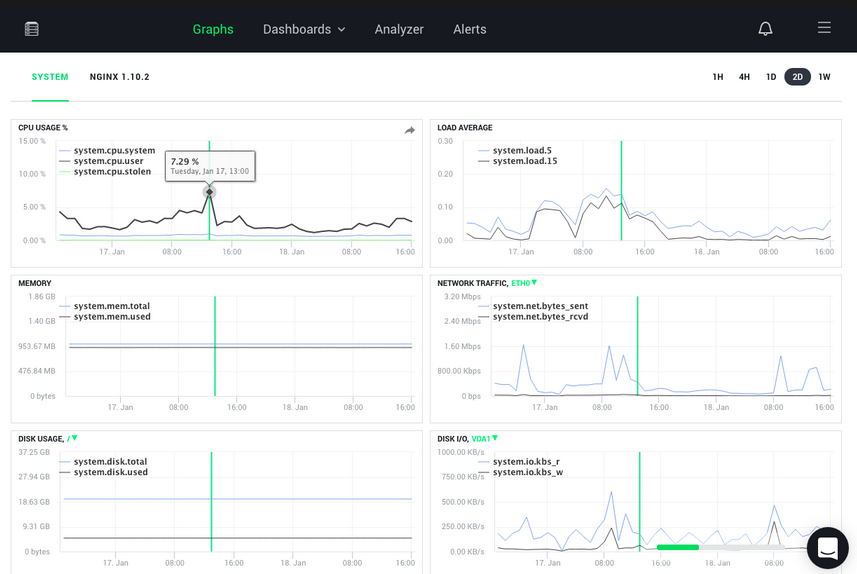 Graphs Dashboards Analyzer Alerts
SYSTEM NGINX 1.10.2 1H 4H 1D 2D 1W
CPU USAGE %
15.00 %
10.00 %
5.00 %
0.00 %
system.cpu.system
system.cpu.user
system.cpu.stolen
7.29 %
Tuesday, Jan 17, 13:00
17. Jan 08:00 16:00 18. Jan 08:00 16:00
LOAD AVERAGE
0.30
0.20
0.10
0.00
system.load.5
system.load.15
17. Jan 08:00 16:00 18. Jan 08:00 16:00
MEMORY
1.86 GB
1.40 GB
953.67 MB
476.84 MB
0 bytes
system.mem.total
system.mem.used
17. Jan 08:00 16:00 18. Jan 08:00 16:00
NETWORK TRAFFIC, ETH0
3.20 Mbps
2.40 Mbps
1.60 Mbps
800.00 Kbps
0 bps
system.net.bytes_sent
system.net.bytes_rcvd
17. Jan 08:00 16:00 18. Jan 08:00 16:00
DISK USAGE, /
37.25 GB
27.94 GB
18.63 GB
9.31 GB
0 bytes
system.disk.total
system.disk.used
17. Jan 08:00 16:00 18. Jan 08:00 16:00
DISK I/O, VDA1
1000.00 KB/s
750.00 KB/s
500.00 KB/s
250.00 KB/s
0.00 KB/s
system.io.kbs_r
system.io.kbs_w
17. Jan 08:00 16:00 18. Jan 08:00